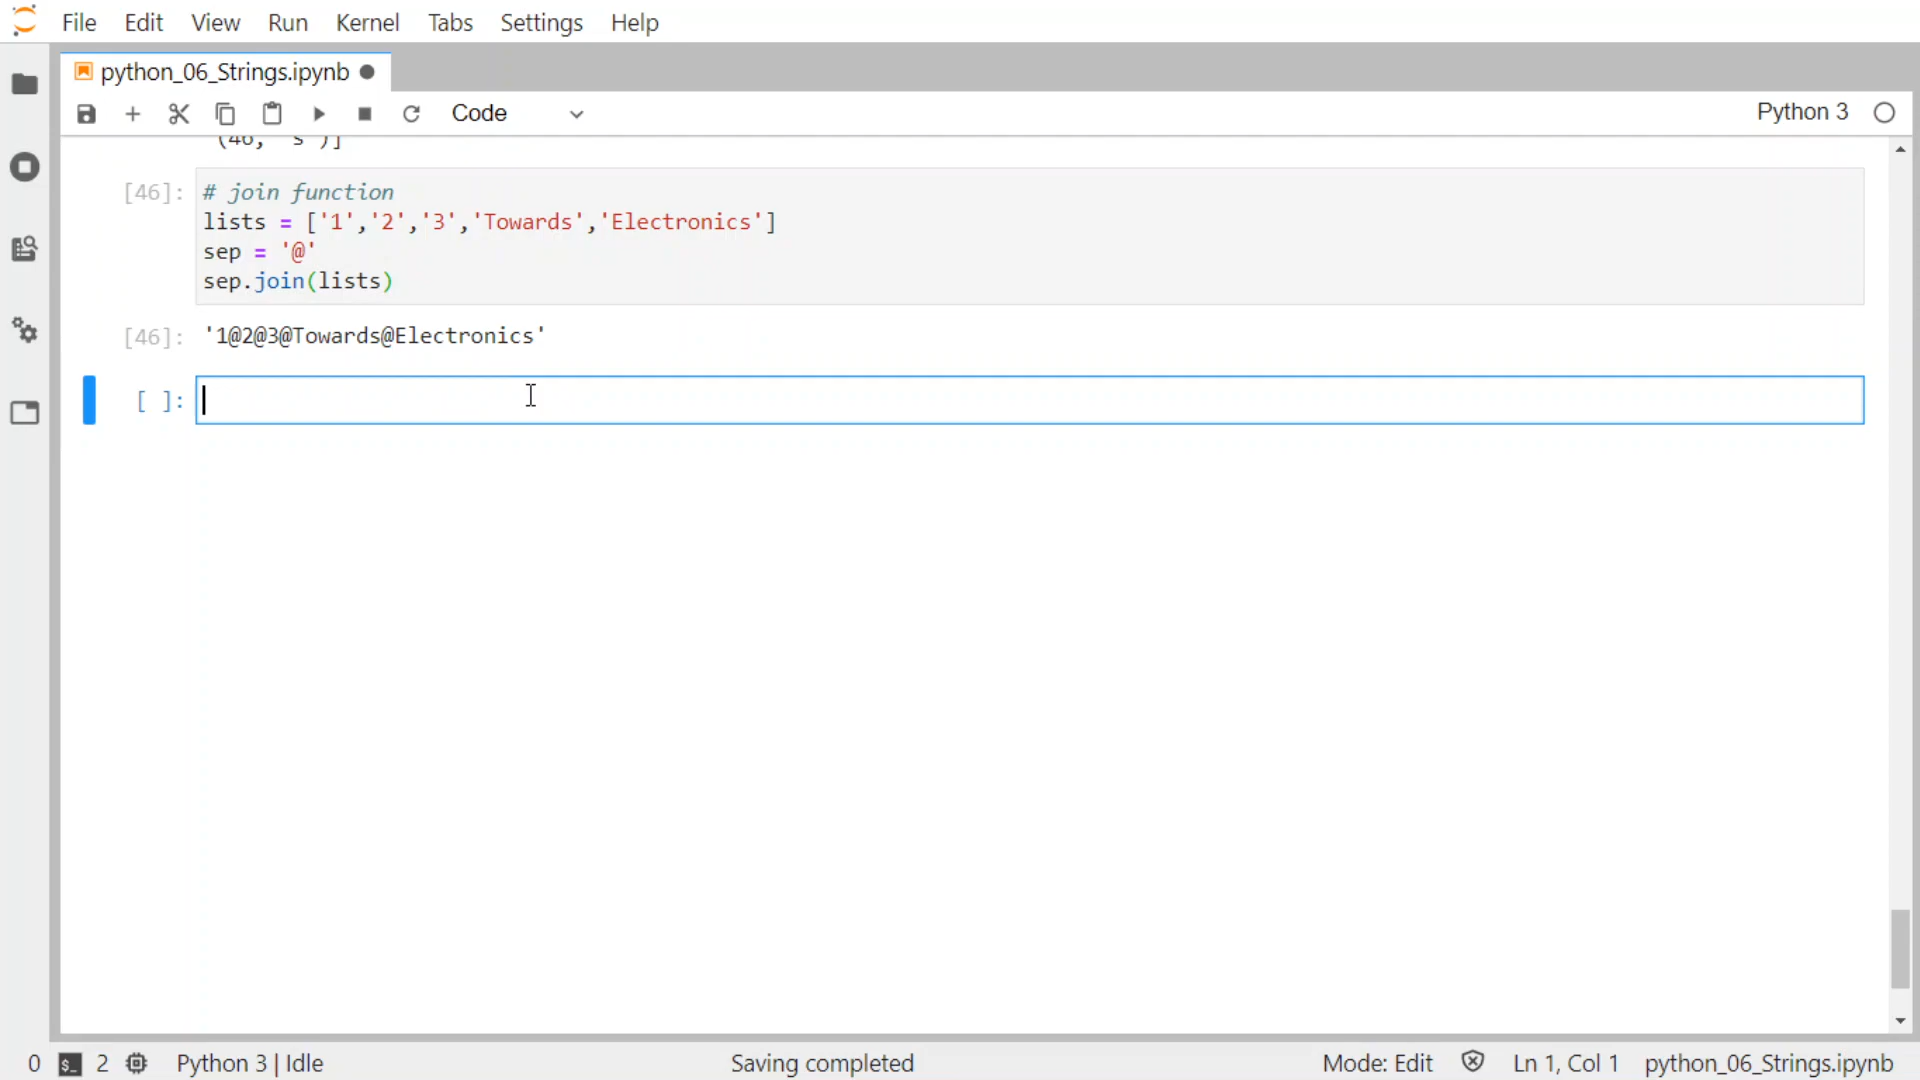 File Edit View Run Kernel Tabs Settings Help
python_06_Strings.ipynb
Code
Python 3
(46, 's')]
[46]: # join function
lists = ['1','2','3','Towards','Electronics']
sep = '@'
sep.join(lists)
[46]: '1@2@3@Towards@Electronics'
[ ]:
0 $_ 2 Python 3 | Idle Saving completed Mode: Edit Ln 1, Col 1 python_06_Strings.ipynb